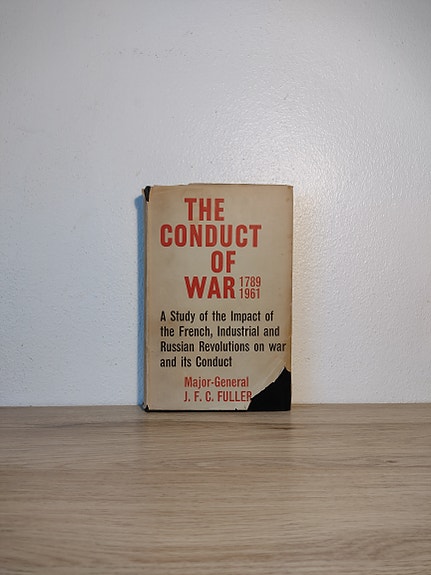 THE
CONDUCT
OF
WAR 1789
1961
A Study of the Impact of
the French, Industrial and
Russian Revolutions on war
and its Conduct
Major-General
J. F. C. FULLER